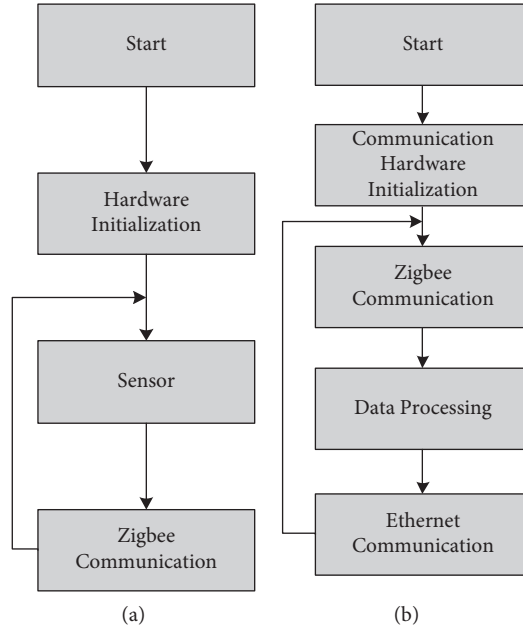 Start
Hardware
Initialization
Sensor
Zigbee
Communication
(a)
Start
Communication
Hardware
Initialization
Zigbee
Communication
Data Processing
Ethernet
Communication
(b)